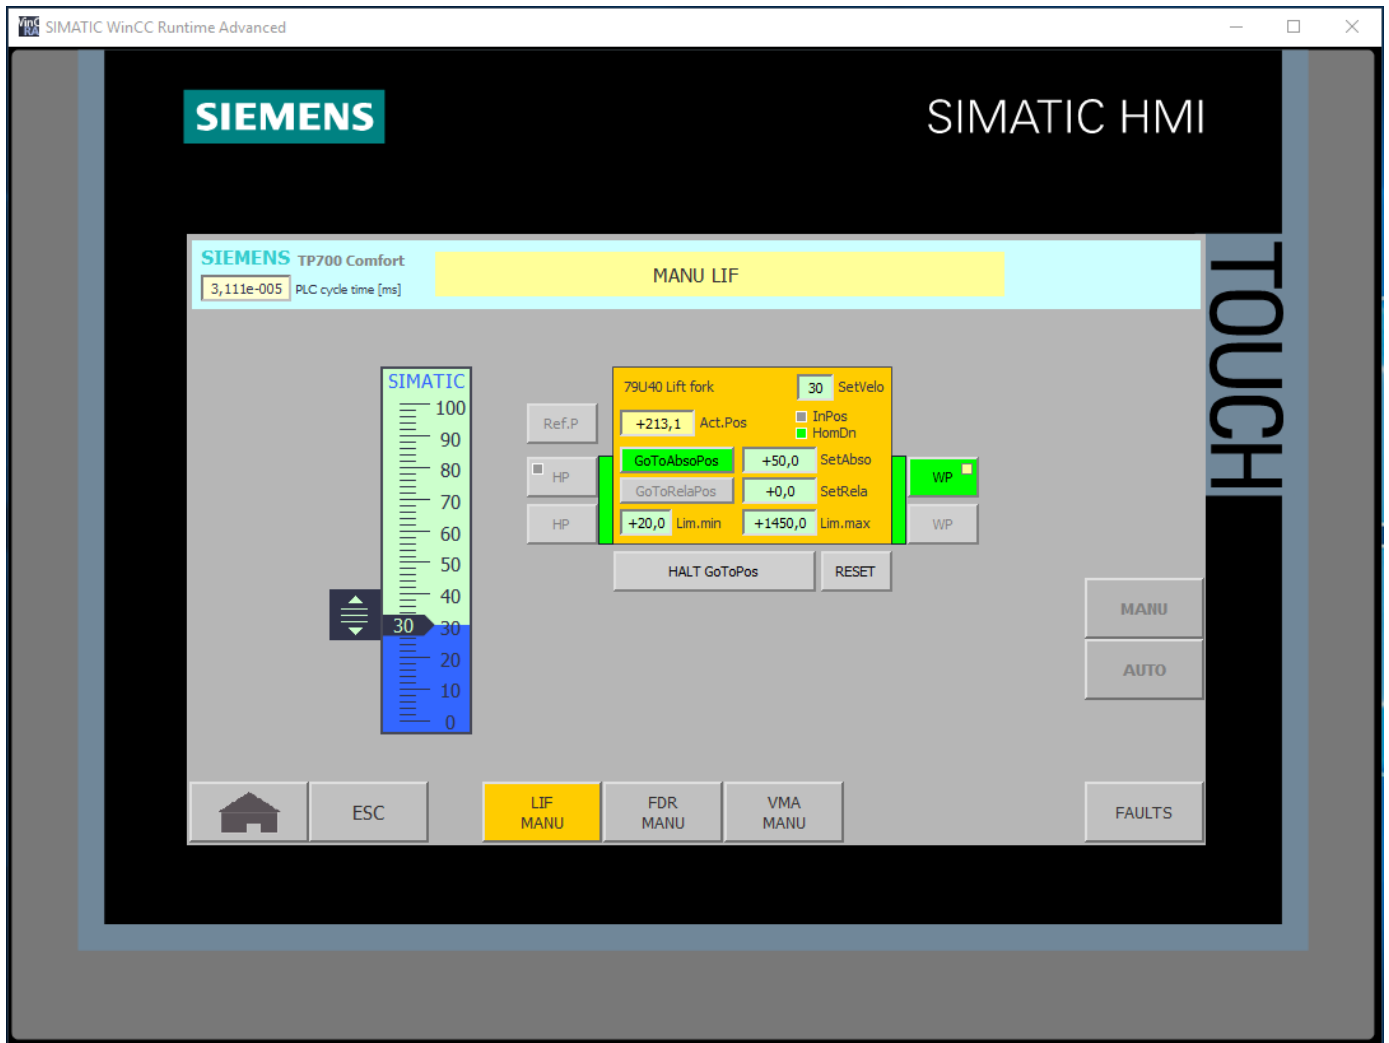 SIMATIC WinCC Runtime Advanced
SIEMENS
SIMATIC HMI
TOUCH
SIEMENS TP700 Comfort
3,111e-005 PLC cycle time [ms]
MANU LIF
SIMATIC
100
90
80
70
60
50
40
30
30
20
10
0
79U40 Lift fork
30 SetVelo
Ref.P
+213,1 Act.Pos
InPos
HomDn
HP
GoToAbsoPos
+50,0 SetAbso
WP
GoToRelaPos
+0,0 SetRela
HP
+20,0 Lim.min
+1450,0 Lim.max
WP
HALT GoToPos
RESET
MANU
AUTO
ESC
LIF
MANU
FDR
MANU
VMA
MANU
FAULTS